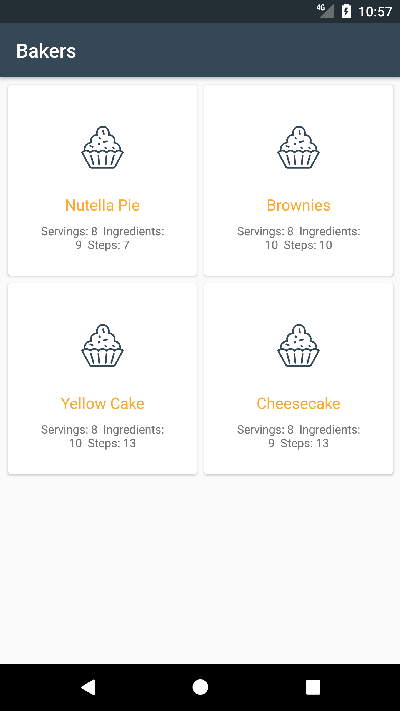 4G 10:57
Bakers
Nutella Pie
Servings: 8  Ingredients:
9  Steps: 7
Brownies
Servings: 8  Ingredients:
10  Steps: 10
Yellow Cake
Servings: 8  Ingredients:
10  Steps: 13
Cheesecake
Servings: 8  Ingredients:
9  Steps: 13